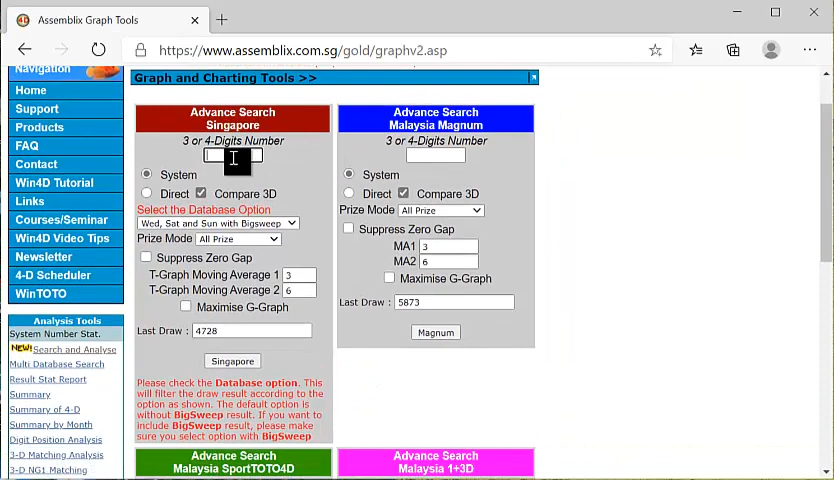 Assemblix Graph Tools
https://www.assemblix.com.sg/gold/graphv2.asp
Navigation
Home
Support
Products
FAQ
Contact
Win4D Tutorial
Links
Courses/Seminar
Win4D Video Tips
Newsletter
4-D Scheduler
WinTOTO
Analysis Tools
System Number Stat.
NEW! Search and Analyse
Multi Database Search
Result Stat Report
Summary
Summary of 4-D
Summary by Month
Digit Position Analysis
3-D Matching Analysis
3-D NG1 Matching
Graph and Charting Tools >>
Advance Search
Singapore
3 or 4-Digits Number
System
Direct Compare 3D
Select the Database Option
Wed, Sat and Sun with Bigsweep
Prize Mode All Prize
Suppress Zero Gap
T-Graph Moving Average 1 3
T-Graph Moving Average 2 6
Maximise G-Graph
Last Draw : 4728
Singapore
Please check the Database option. This
will filter the draw result according to the
option as shown. The default option is
without BigSweep result. If you want to
include BigSweep result, please make
sure you select option with BigSweep
Advance Search
Malaysia Magnum
3 or 4-Digits Number
System
Direct Compare 3D
Prize Mode All Prize
Suppress Zero Gap
MA1 3
MA2 6
Maximise G-Graph
Last Draw : 5873
Magnum
Advance Search
Malaysia SportTOTO4D
Advance Search
Malaysia 1+3D